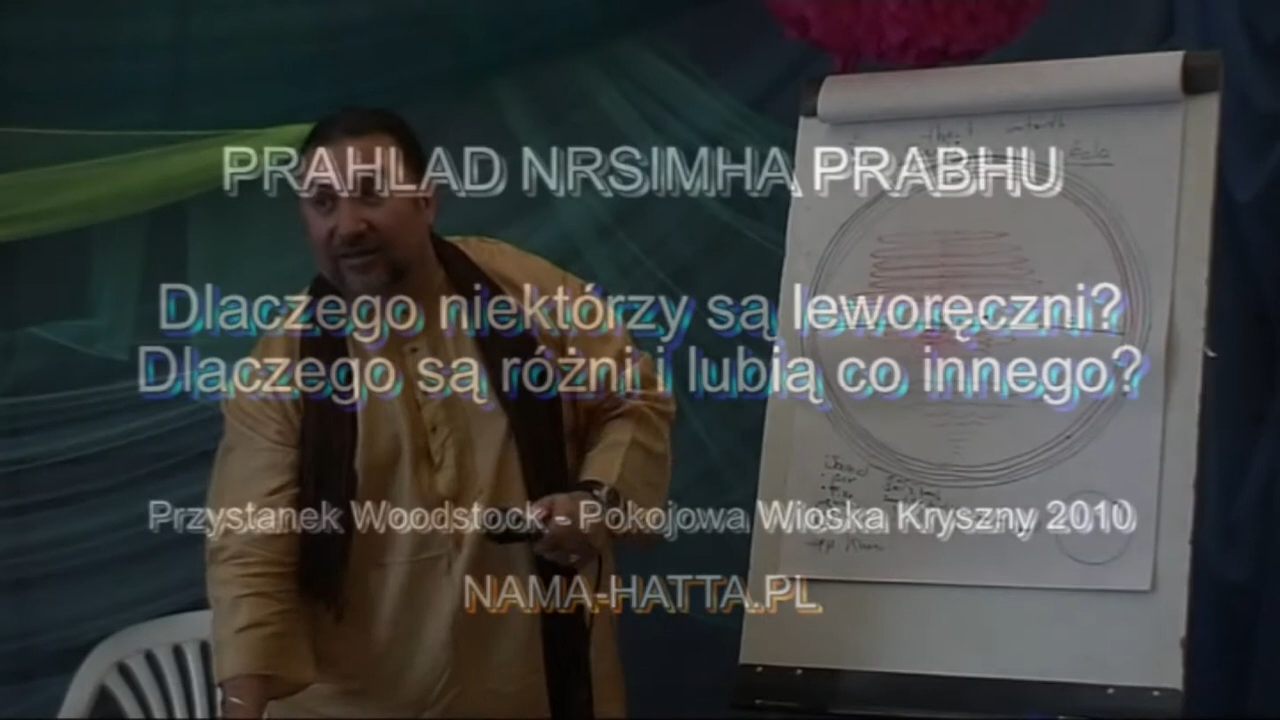 PRAHLAD NRSIMHA PRABHU
Dlaczego niektórzy są leworęczni?
Dlaczego są różni i lubią co innego?
Przystanek Woodstock - Pokojowa Wioska Kryszny 2010
NAMA-HATTA.PL